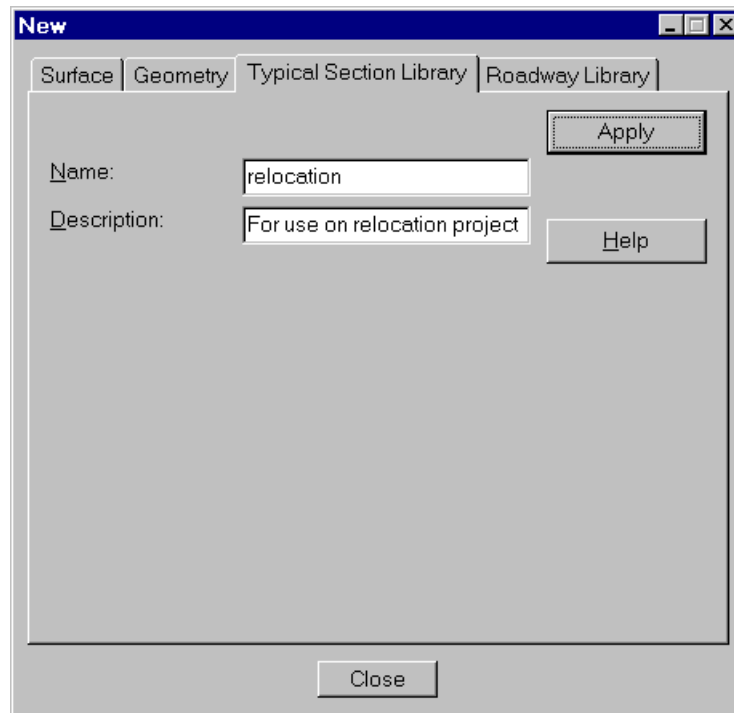 New
Surface Geometry Typical Section Library Roadway Library
Apply
Name: relocation
Description: For use on relocation project
Help
Close